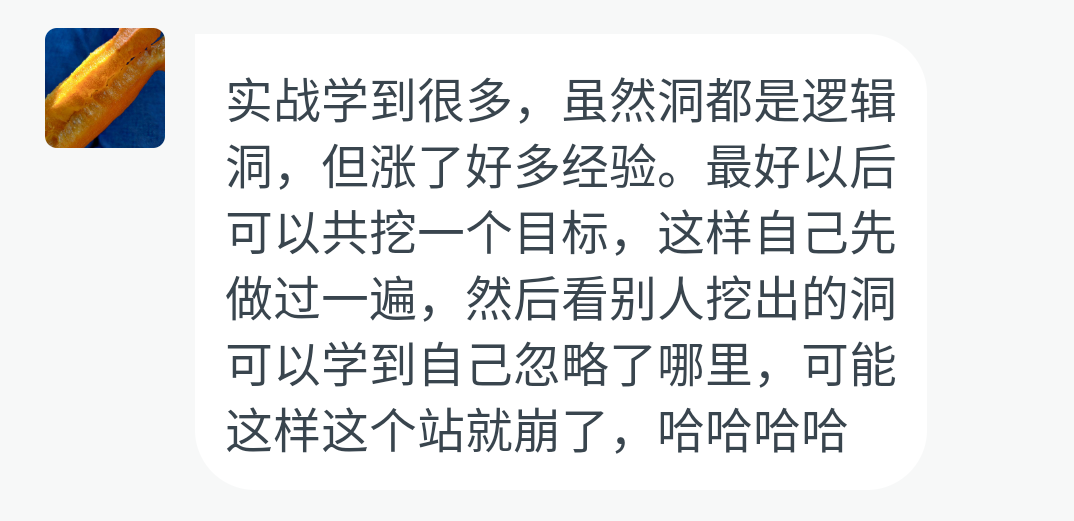 实战学到很多，虽然洞都是逻辑
洞，但涨了好多经验。最好以后
可以共挖一个目标，这样自己先
做过一遍，然后看别人挖出的洞
可以学到自己忽略了哪里，可能
这样这个站就崩了，哈哈哈哈